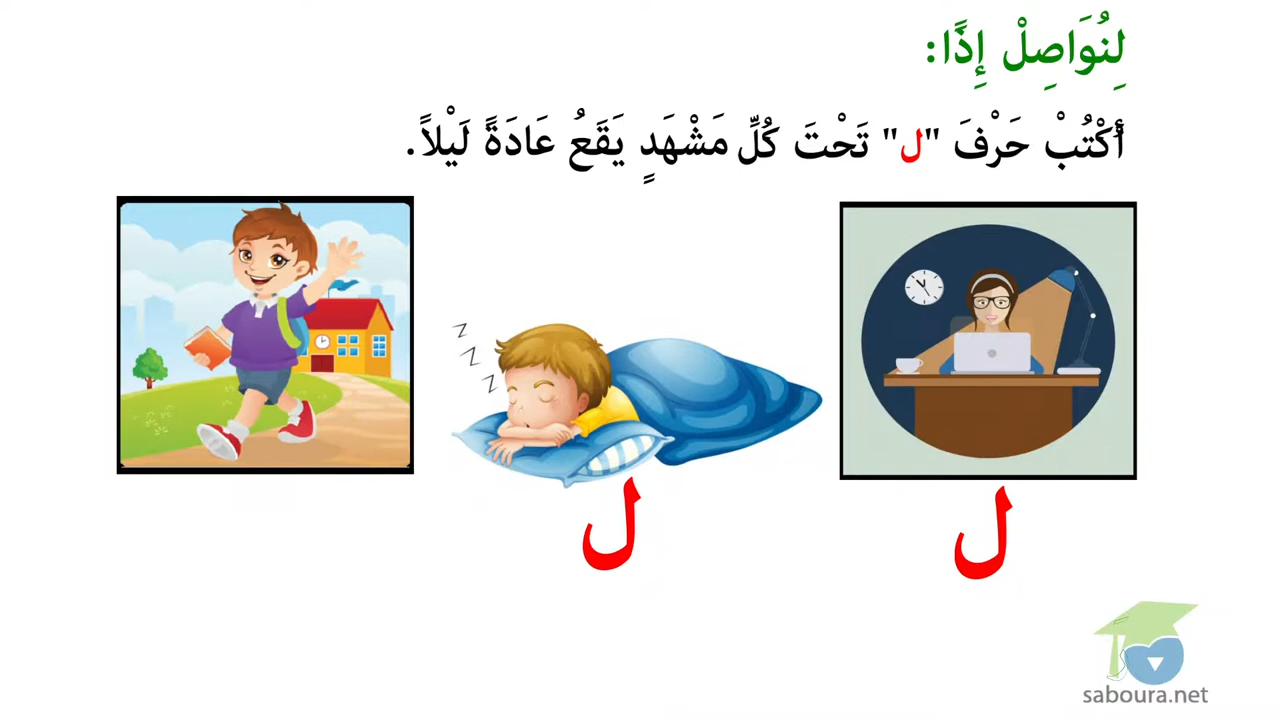 لِنُوَاصِلْ إِذًا:
أُكْتُبْ حَرْفَ "ل" تَحْتَ كُلِّ مَشْهَدٍ يَقَعُ عَادَةً لَيْلاً.
z
z
z
ل ل
saboura.net